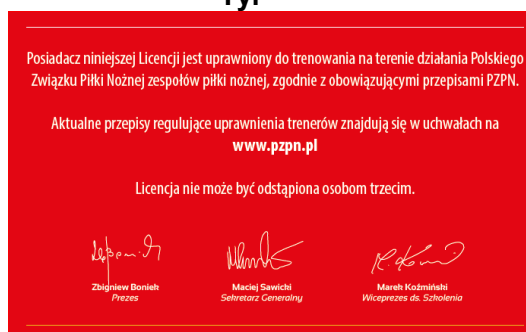 Posiadacz niniejszej Licencji jest uprawniony do trenowania na terenie działania Polskiego
Związku Piłki Nożnej zespołów piłki nożnej, zgodnie z obowiązującymi przepisami PZPN.
Aktualne przepisy regulujące uprawnienia trenerów znajdują się w uchwałach na
www.pzpn.pl
Licencja nie może być odstąpiona osobom trzecim.
Zbigniew Boniek Maciej Sawicki Marek Koźmiński
Prezes Sekretarz Generalny Wiceprezes ds. Szkolenia